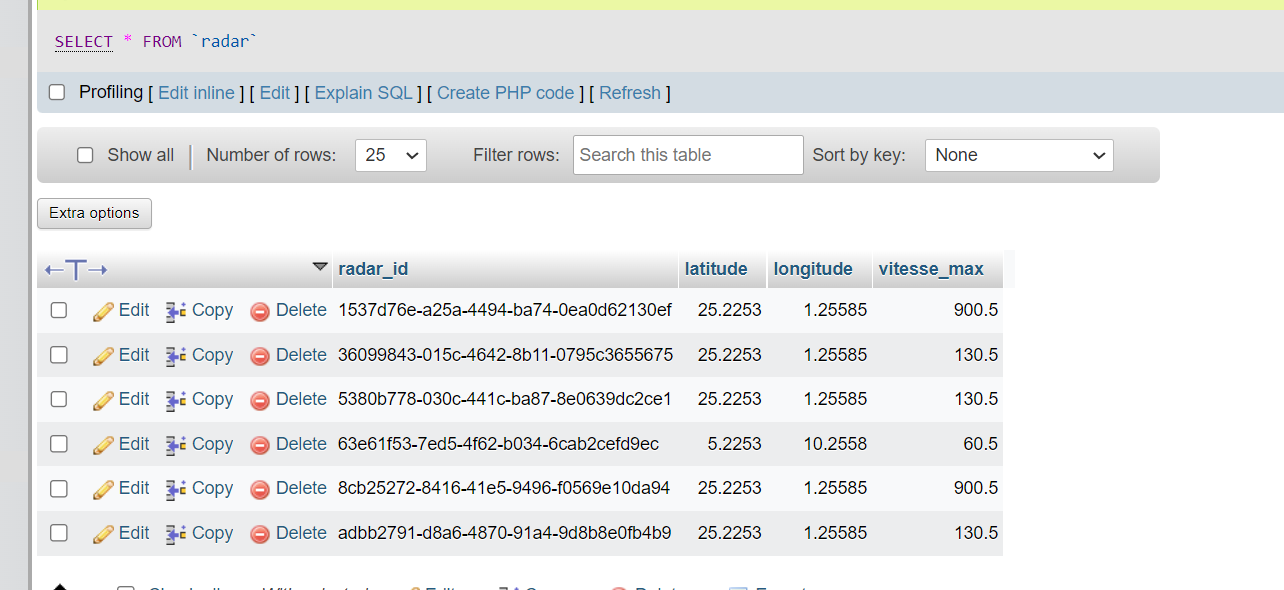 SELECT * FROM `radar`
Profiling [ Edit inline ] [ Edit ] [ Explain SQL ] [ Create PHP code ] [ Refresh ]
Show all Number of rows: 25 Filter rows: Search this table Sort by key: None
Extra options
radar_id latitude longitude vitesse_max
Edit Copy Delete 1537d76e-a25a-4494-ba74-0ea0d62130ef 25.2253 1.25585 900.5
Edit Copy Delete 36099843-015c-4642-8b11-0795c3655675 25.2253 1.25585 130.5
Edit Copy Delete 5380b778-030c-441c-ba87-8e0639dc2ce1 25.2253 1.25585 130.5
Edit Copy Delete 63e61f53-7ed5-4f62-b034-6cab2cefd9ec 5.2253 10.2558 60.5
Edit Copy Delete 8cb25272-8416-41e5-9496-f0569e10da94 25.2253 1.25585 900.5
Edit Copy Delete adbb2791-d8a6-4870-91a4-9d8b8e0fb4b9 25.2253 1.25585 130.5